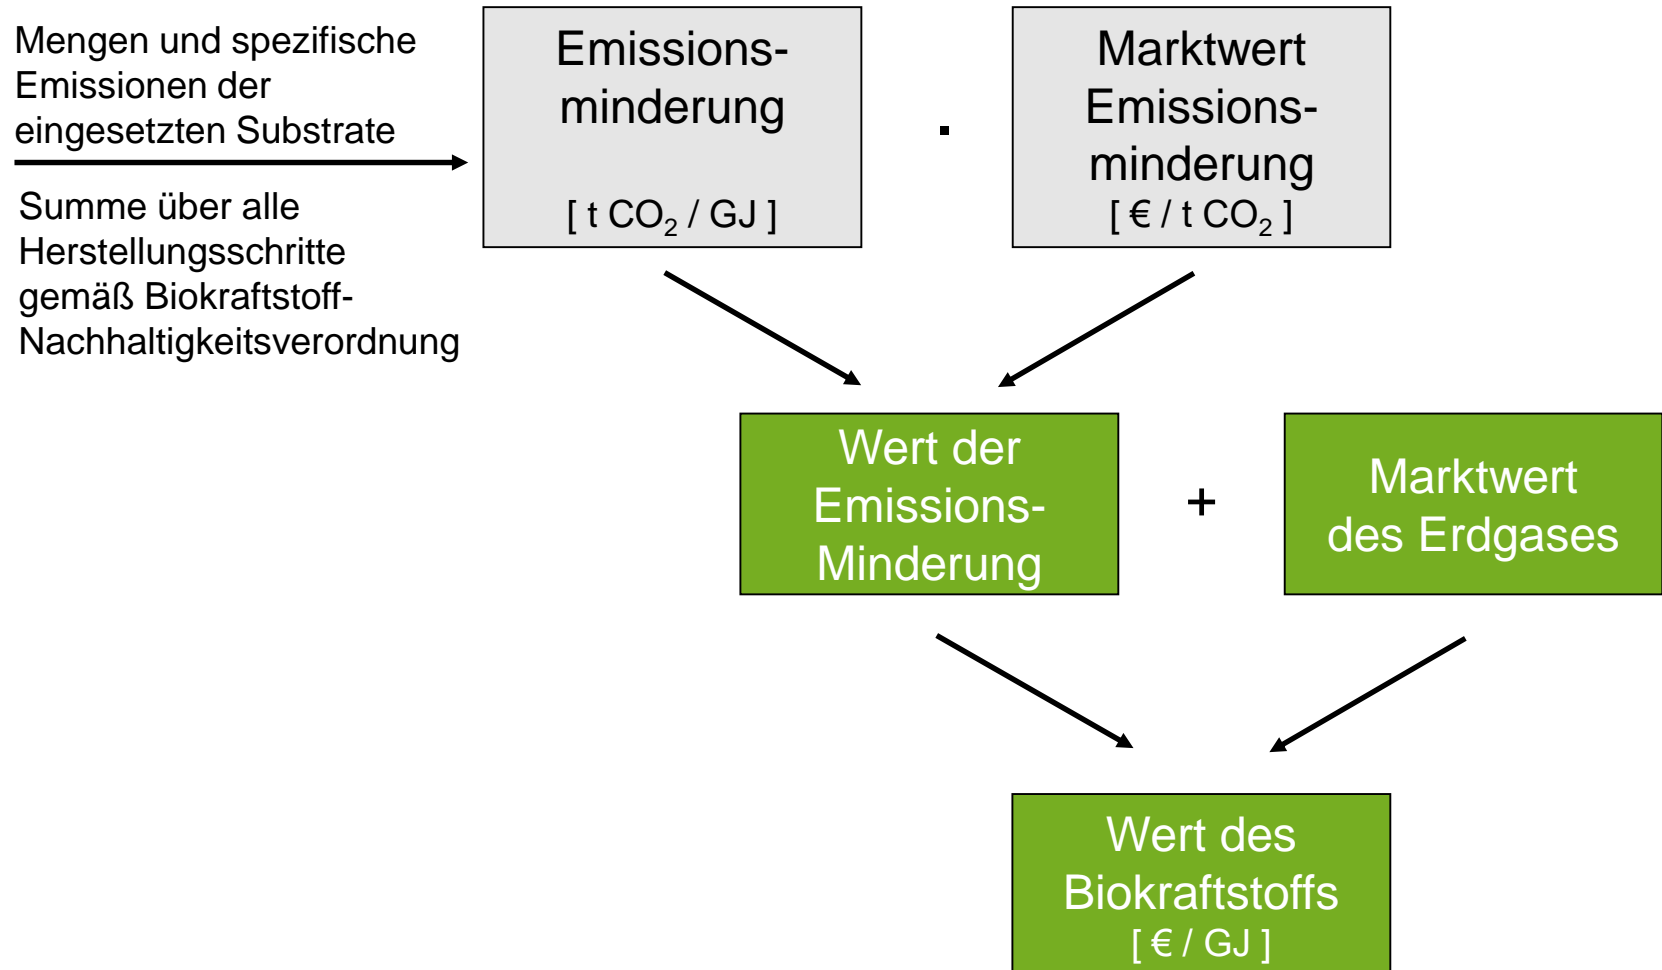 Mengen und spezifische
Emissionen der
eingesetzten Substrate
Summe über alle
Herstellungsschritte
gemäß Biokraftstoff-
Nachhaltigkeitsverordnung
Emissions-
minderung
[ t CO₂ / GJ ]
·
Marktwert
Emissions-
minderung
[ € / t CO₂ ]
Wert der
Emissions-
Minderung
+
Marktwert
des Erdgases
Wert des
Biokraftstoffs
[ € / GJ ]